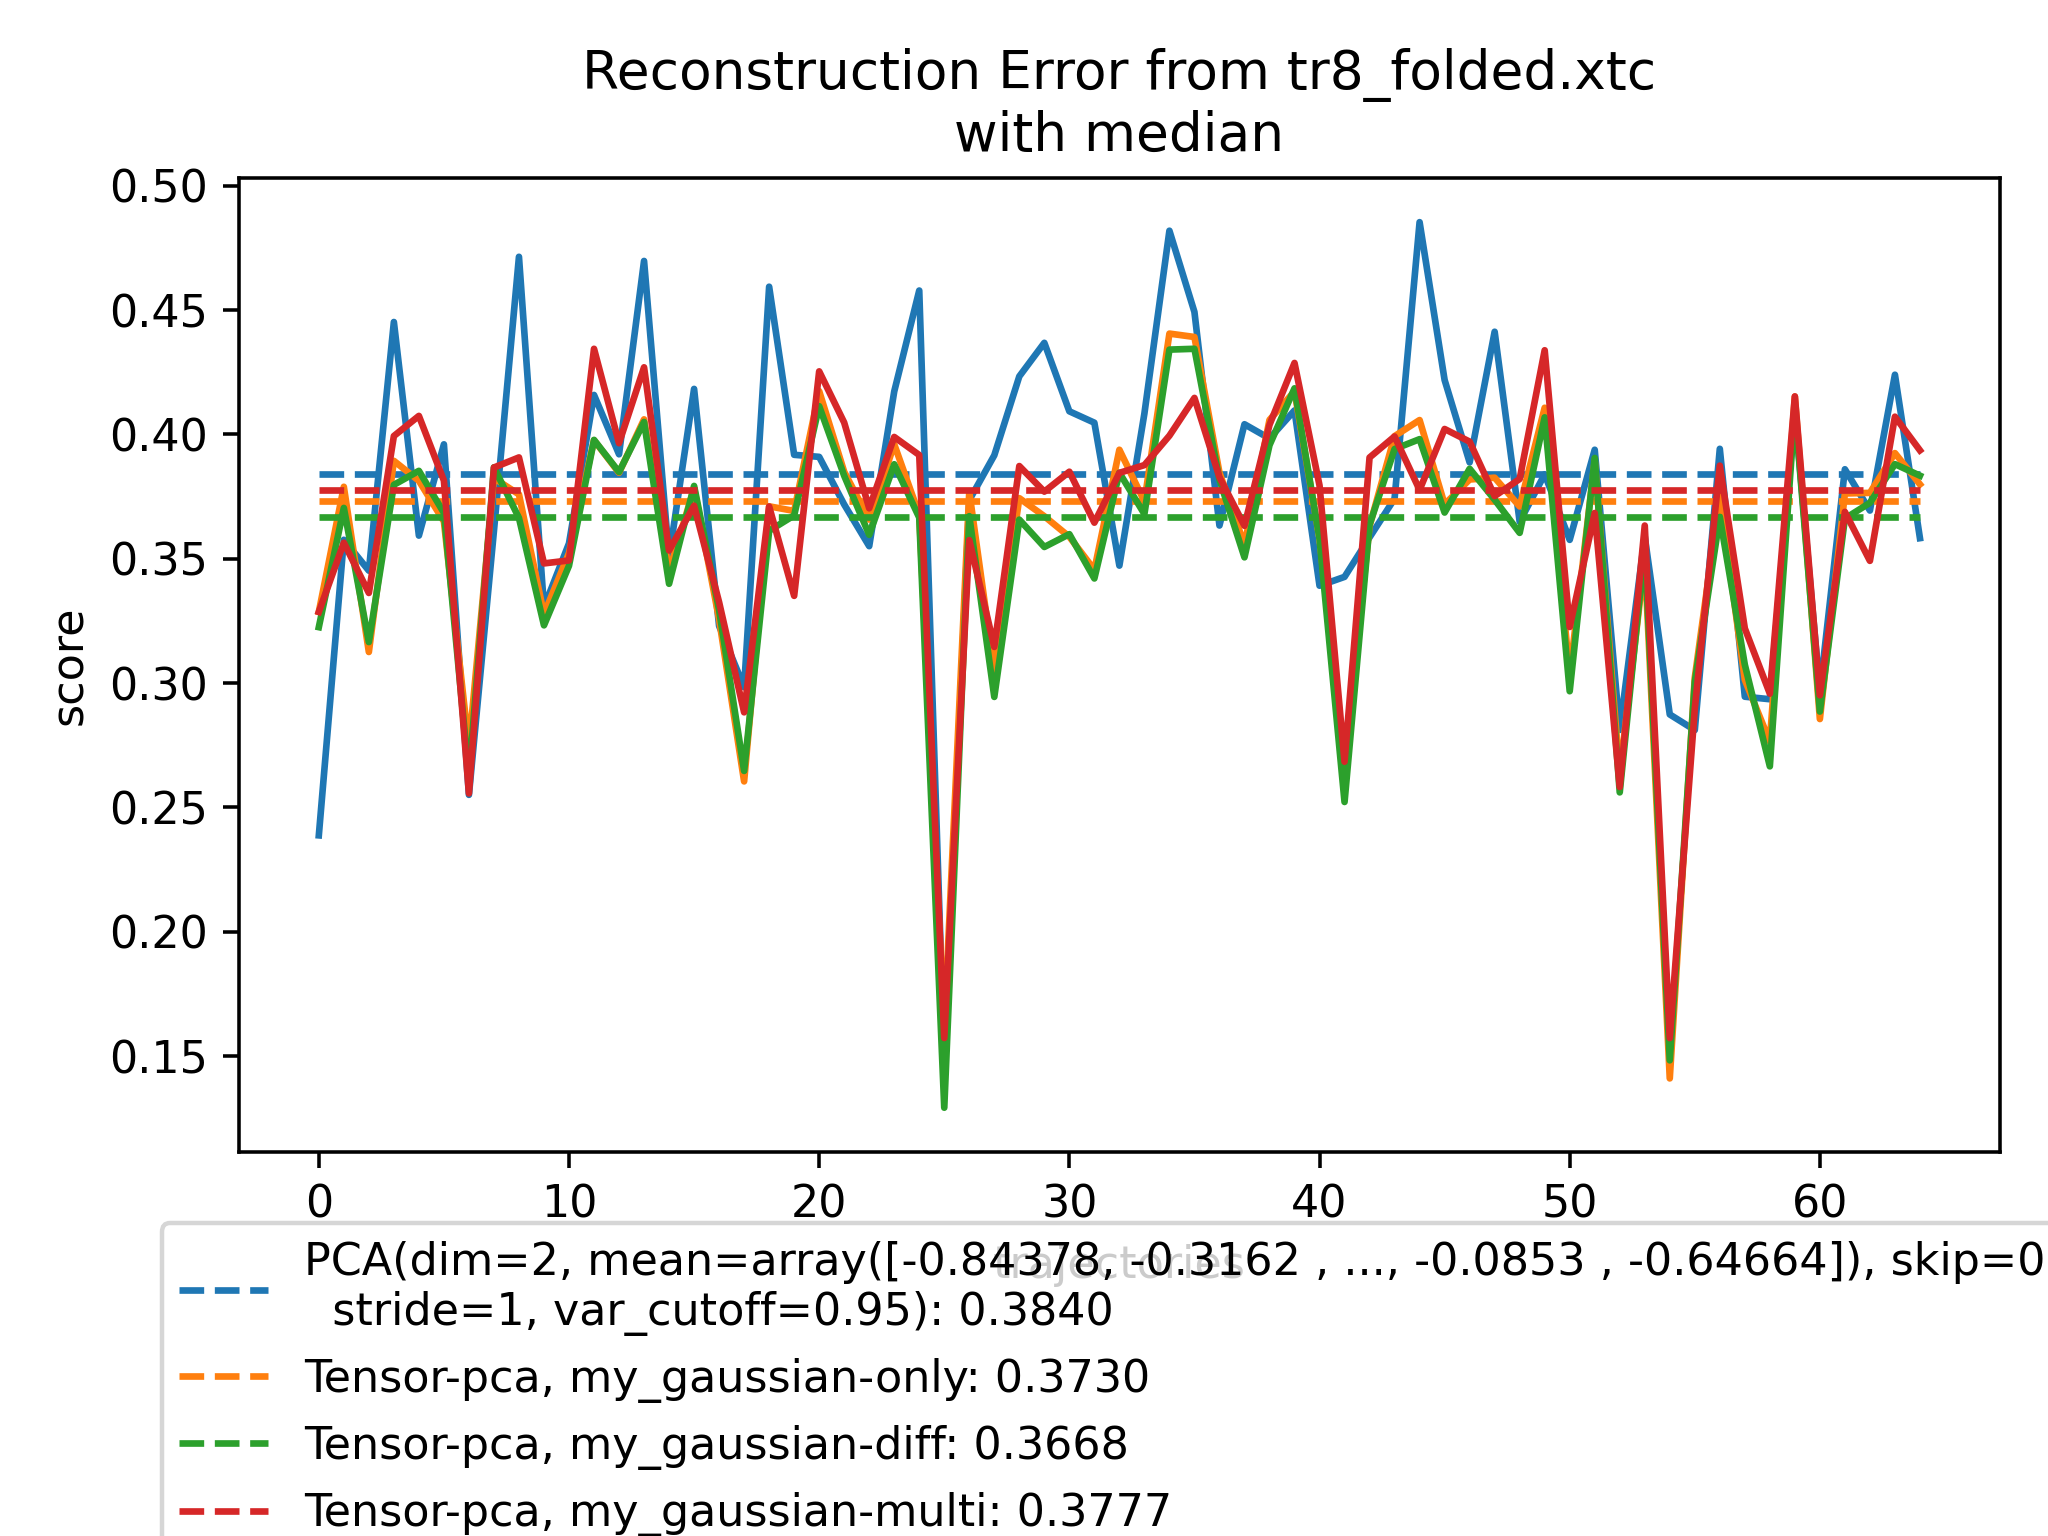 Reconstruction Error from tr8_folded.xtc
with median
0.50
0.45
0.40
0.35
0.30
0.25
0.20
0.15
score
0 10 20 30 40 50 60
trajectories
PCA(dim=2, mean=array([-0.84378, -0.3162 , ..., -0.0853 , -0.64664]), skip=0
stride=1, var_cutoff=0.95): 0.3840
Tensor-pca, my_gaussian-only: 0.3730
Tensor-pca, my_gaussian-diff: 0.3668
Tensor-pca, my_gaussian-multi: 0.3777